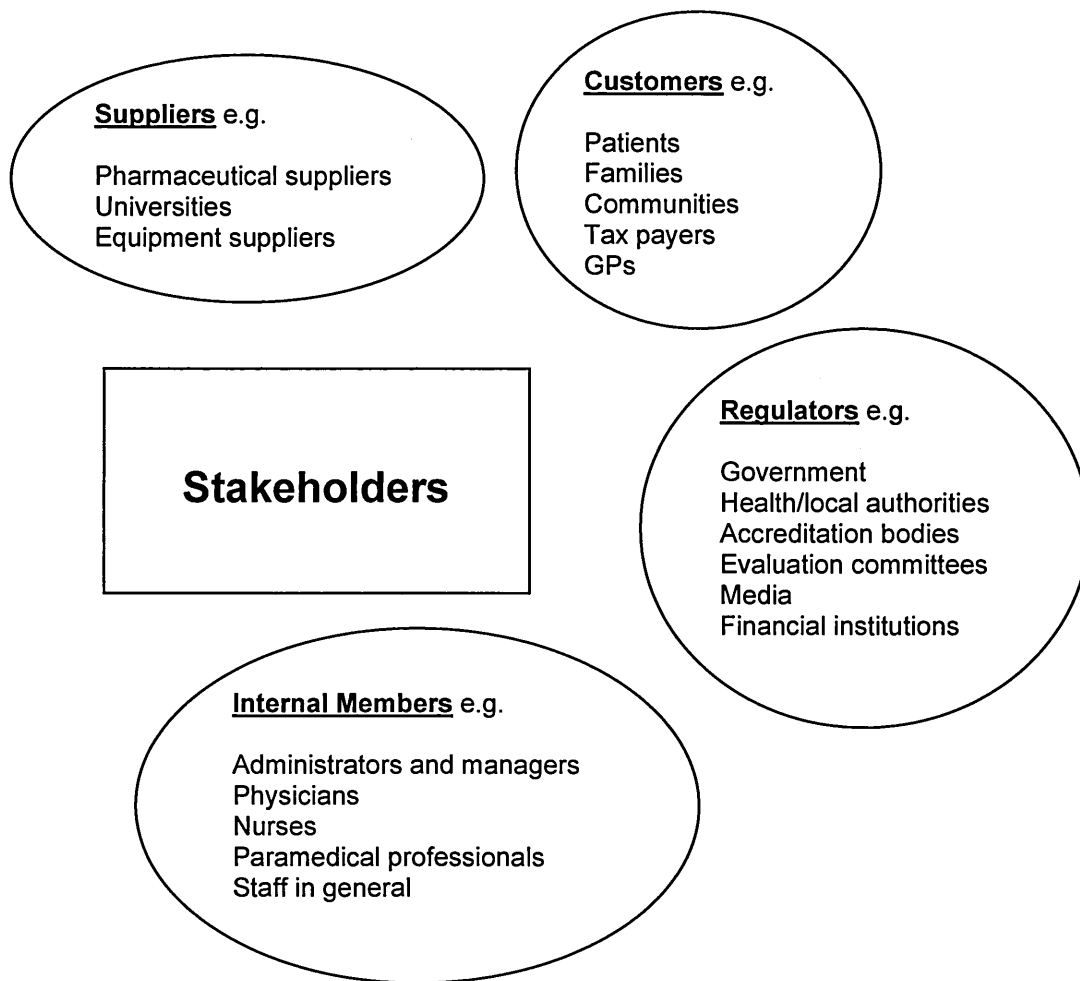 Suppliers e.g.
Pharmaceutical suppliers
Universities
Equipment suppliers
Customers e.g.
Patients
Families
Communities
Tax payers
GPs
Stakeholders
Regulators e.g.
Government
Health/local authorities
Accreditation bodies
Evaluation committees
Media
Financial institutions
Internal Members e.g.
Administrators and managers
Physicians
Nurses
Paramedical professionals
Staff in general